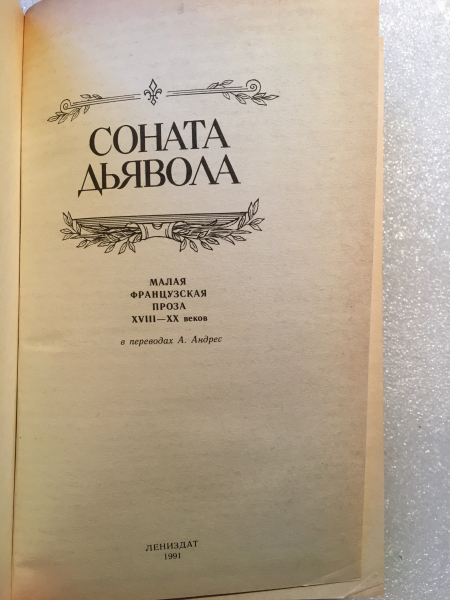 СОНАТА
ДЬЯВОЛА
МАЛАЯ
ФРАНЦУЗСКАЯ
ПРОЗА
XVIII—XX веков
в переводах А. Андрес
ЛЕНИЗДАТ
1991